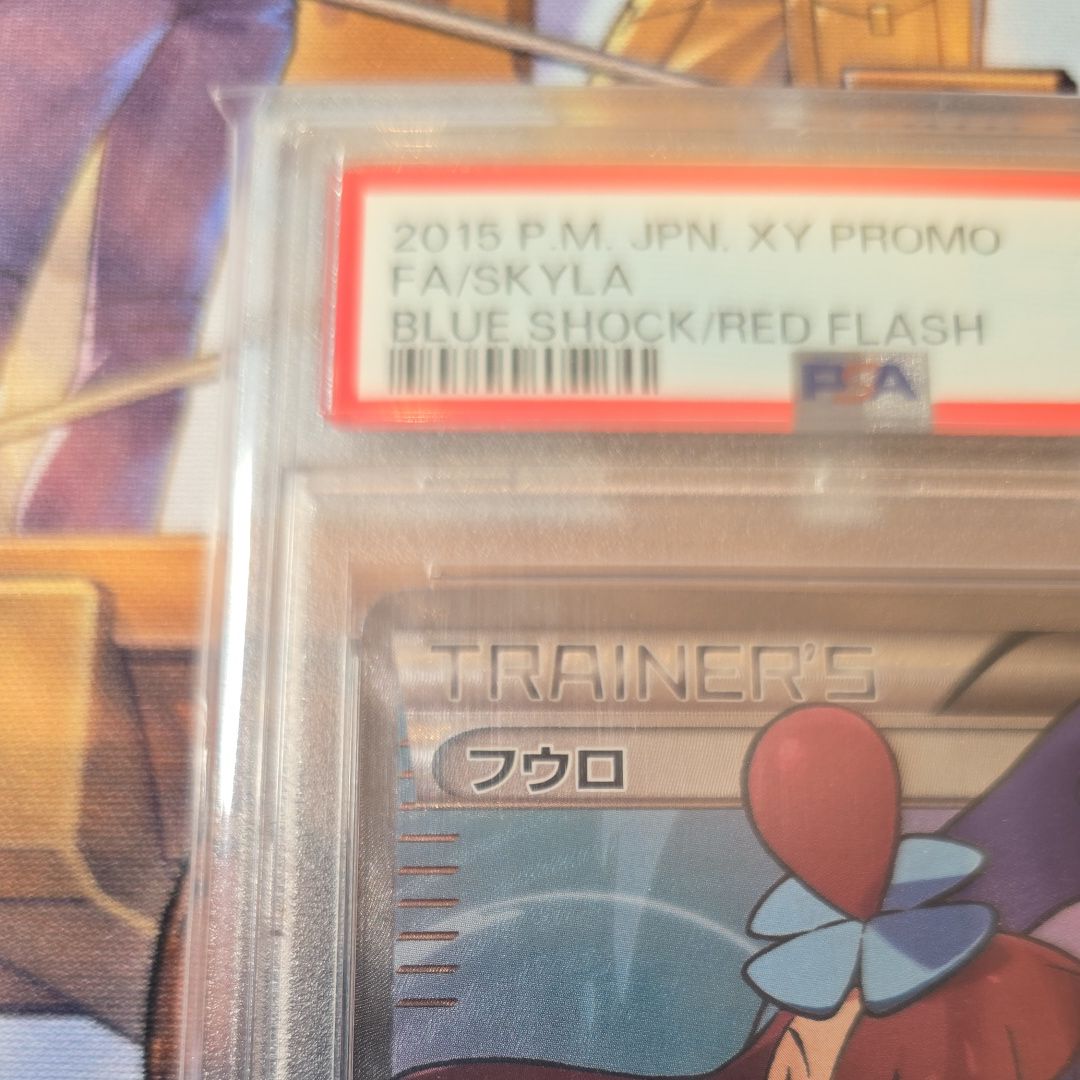 2015 P.M. JPN. XY PROMO
FA/SKYLA
BLUE SHOCK/RED FLASH
PSA
TRAINER'S
フウロ